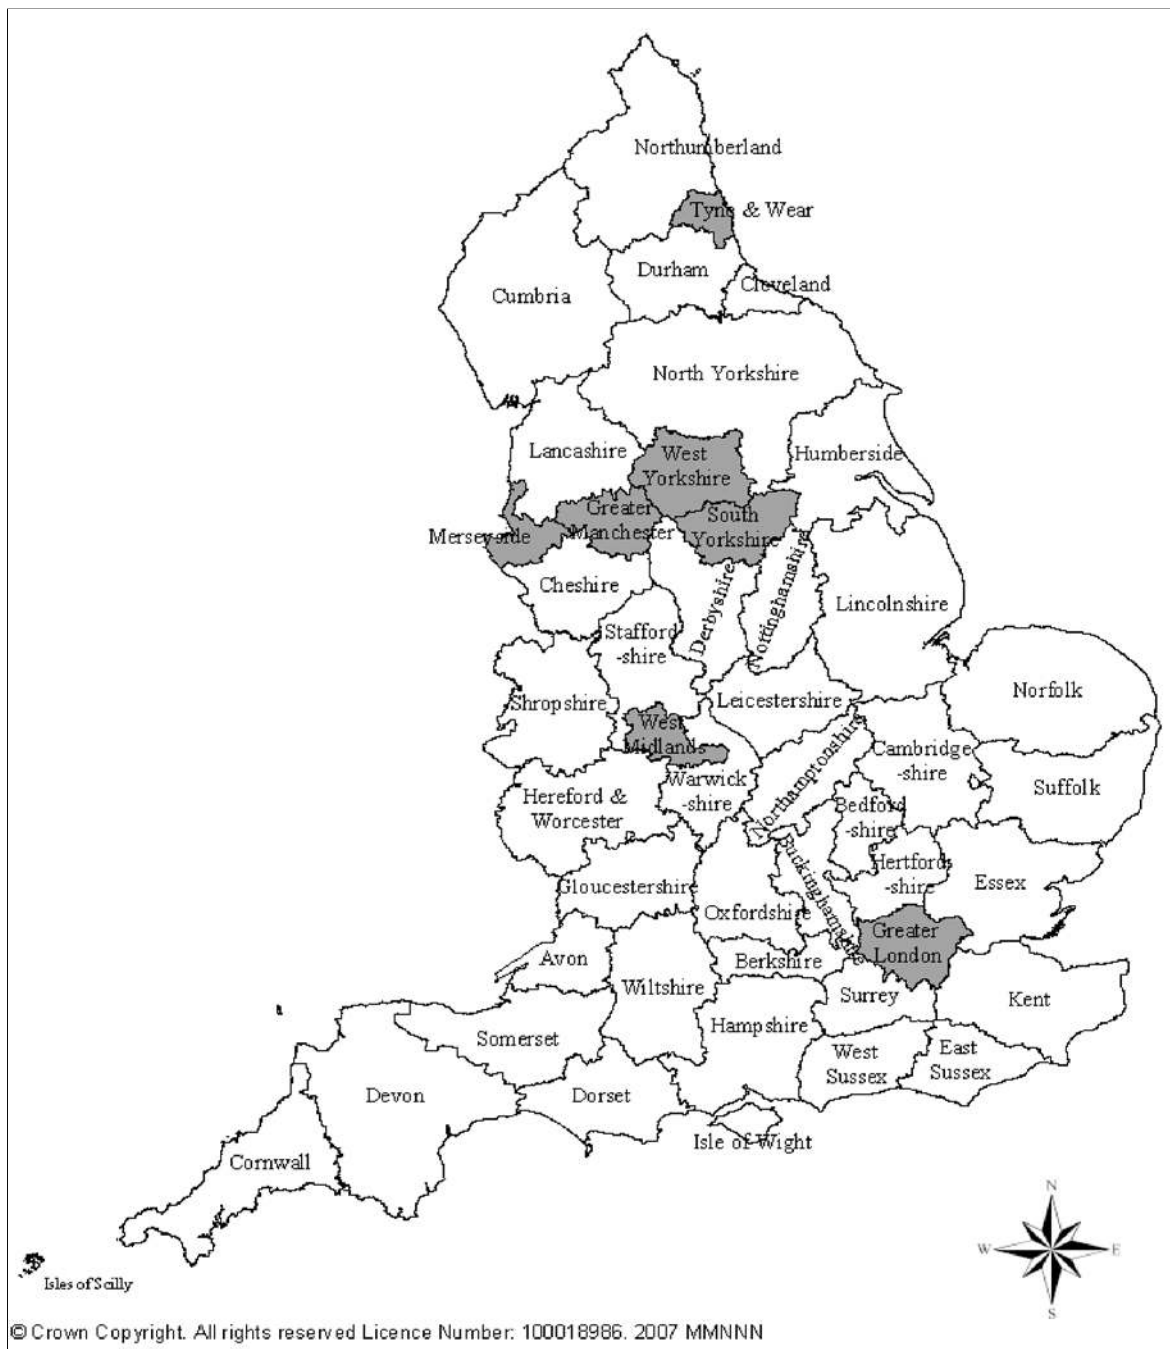 Northumberland
Tyne & Wear
Durham
Cleveland
Cumbria
North Yorkshire
Lancashire
West
Yorkshire
Humberside
Greater
Manchester
South
Yorkshire
Merseyside
Cheshire
Derbyshire
Nottinghamshire
Lincolnshire
Stafford
-shire
Shropshire
Leicestershire
Norfolk
West
Midlands
Northamptonshire
Cambridge
-shire
Suffolk
Warwick
-shire
Hereford &
Worcester
Bedford
-shire
Buckinghamshire
Hertford
-shire
Essex
Gloucestershire
Oxfordshire
Greater
London
Avon
Wiltshire
Berkshire
Surrey
Kent
Somerset
Hampshire
West
Sussex
East
Sussex
Devon
Dorset
Isle of Wight
Cornwall
Isles of Scilly
N
W
E
S
© Crown Copyright. All rights reserved Licence Number: 100018986. 2007 MMNNN